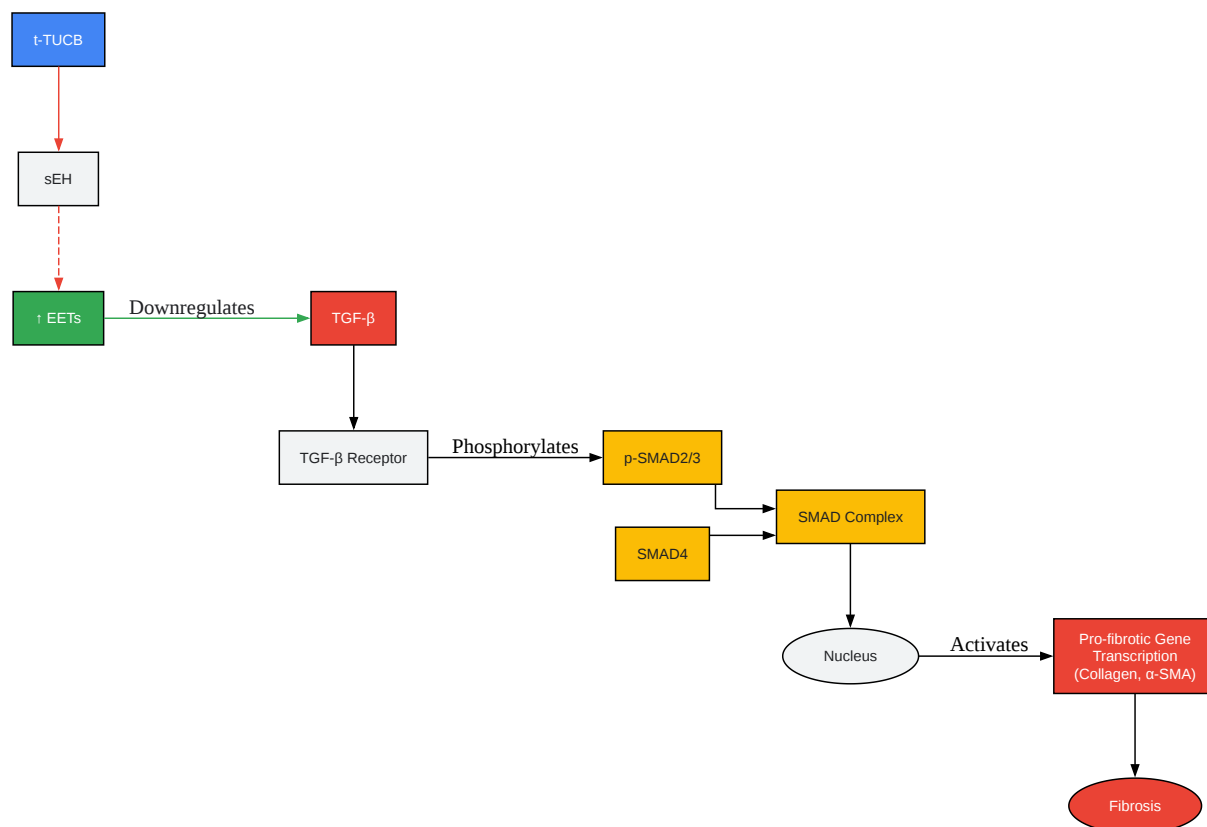 t-TUCB
sEH
↑ EETs
Downregulates
TGF-β
TGF-β Receptor
Phosphorylates
p-SMAD2/3
SMAD4
SMAD Complex
Nucleus
Activates
Pro-fibrotic Gene
Transcription
(Collagen, α-SMA)
Fibrosis